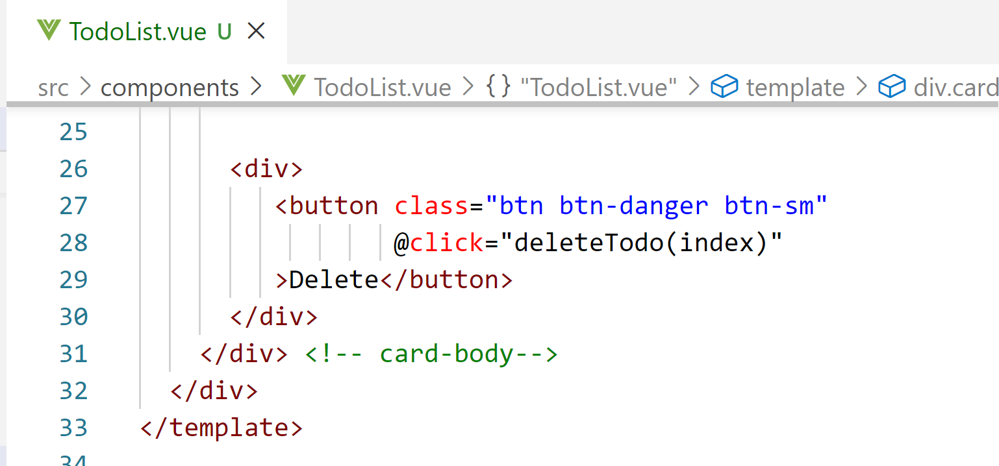 TodoList.vue U
src > components > TodoList.vue > {} "TodoList.vue" > template > div.card
25
26 <div>
27 <button class="btn btn-danger btn-sm"
28 @click="deleteTodo(index)"
29 >Delete</button>
30 </div>
31 </div> <!-- card-body-->
32 </div>
33 </template>
34